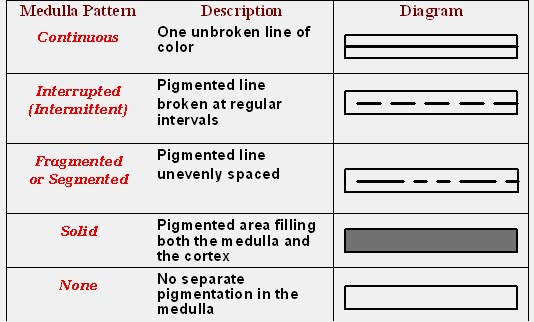 Medulla Pattern Description Diagram
Continuous
One unbroken line of
color
Interrupted
(Intermittent)
Pigmented line
broken at regular
intervals
Fragmented
or Segmented
Pigmented line
unevenly spaced
Solid
Pigmented area filling
both the medulla and
the cortex
None
No separate
pigmentation in the
medulla